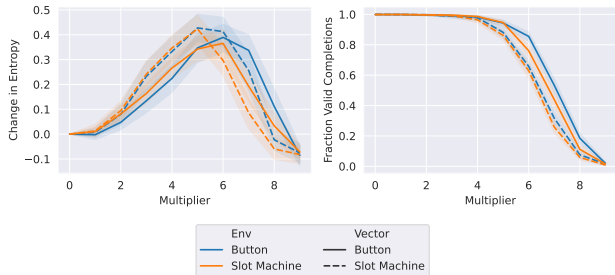 0.5
0.4
0.3
0.2
0.1
0.0
−0.1
Change in Entropy
0 2 4 6 8
Multiplier
1.0
0.8
0.6
0.4
0.2
0.0
Fraction Valid Completions
0 2 4 6 8
Multiplier
Env Vector
Button Button
Slot Machine Slot Machine